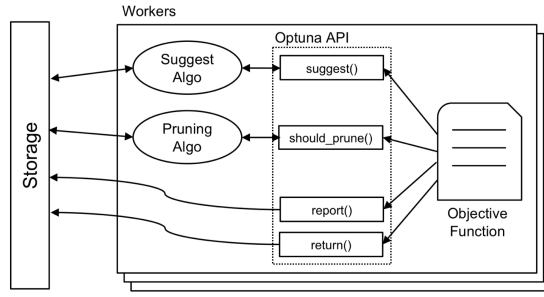 Workers
Optuna API
Suggest
Algo
suggest()
Pruning
Algo
should_prune()
Storage
report()
return()
Objective
Function